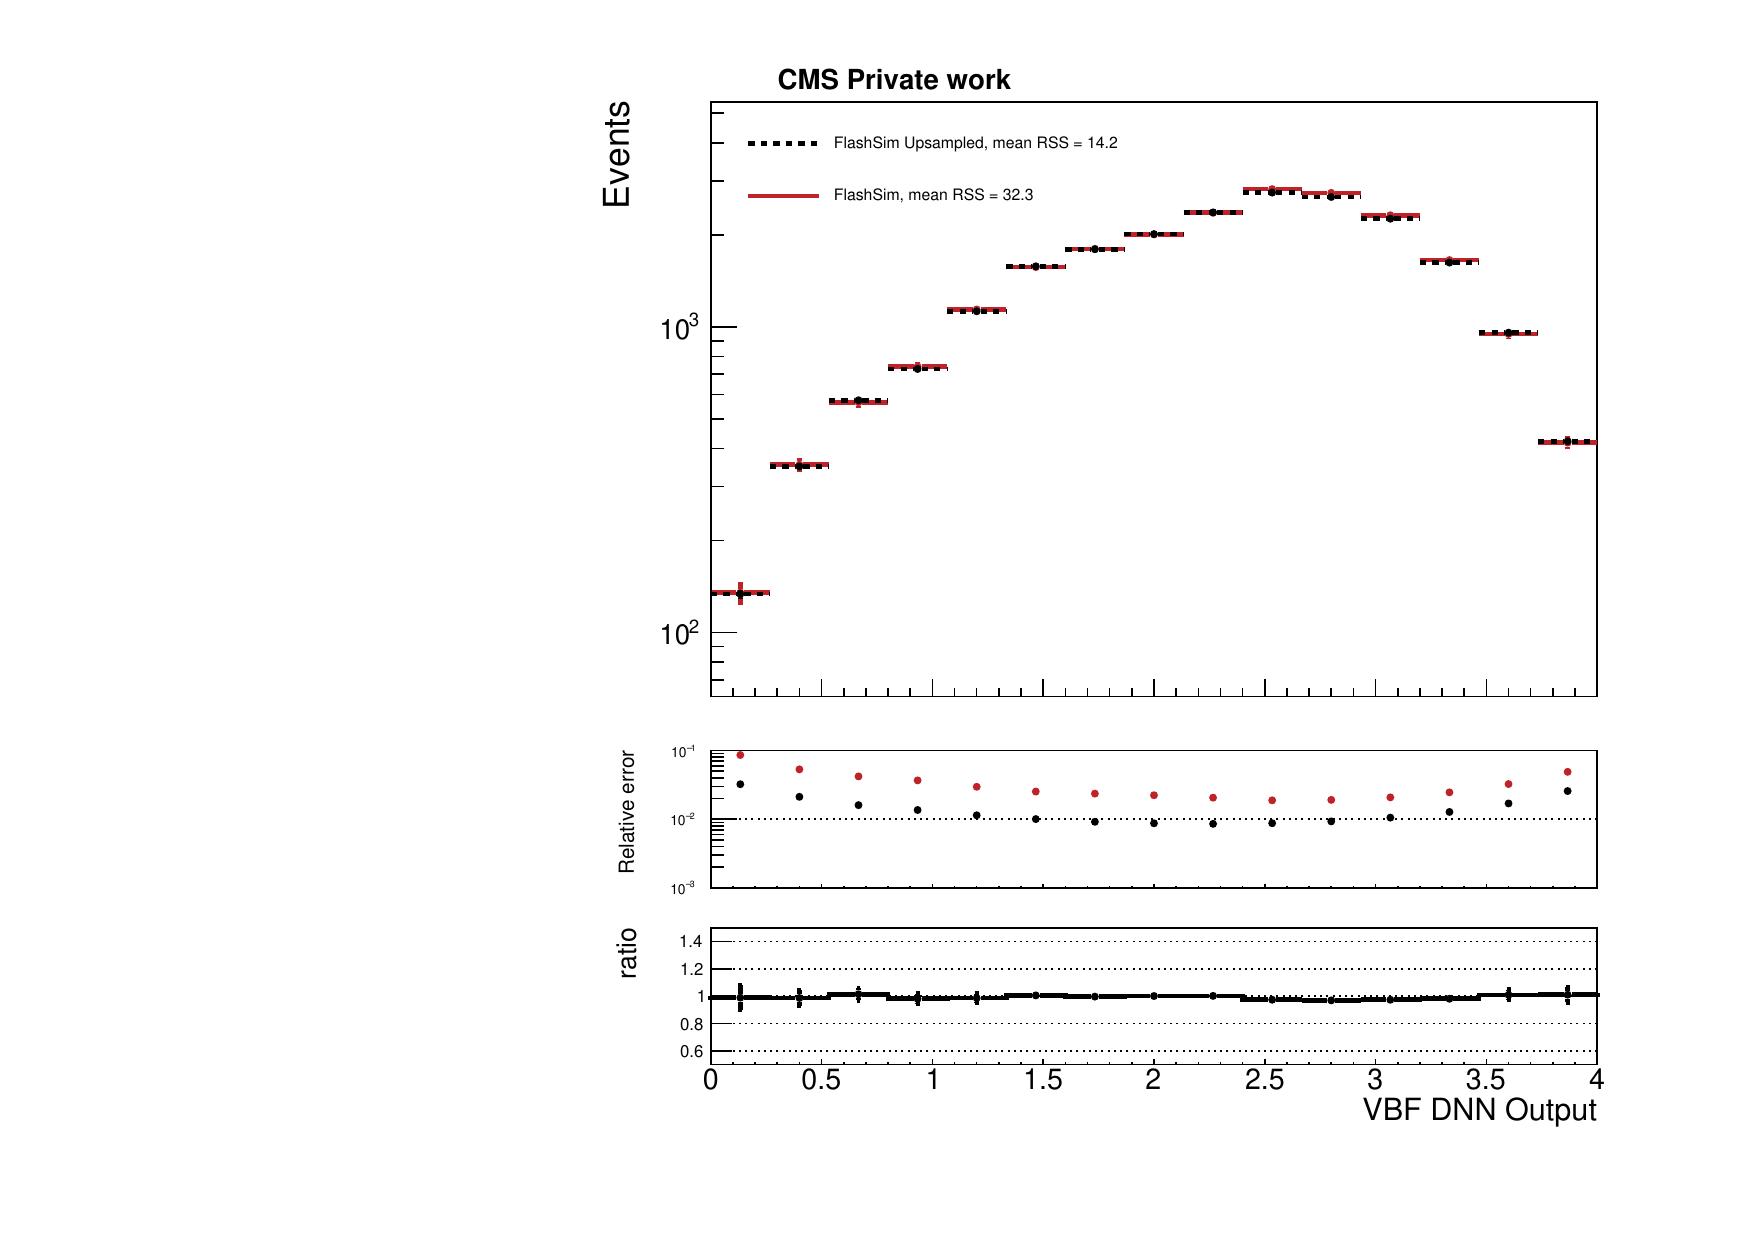 CMS Private work
Events
FlashSim Upsampled, mean RSS = 14.2
FlashSim, mean RSS = 32.3
10³
10²
Relative error
10⁻¹
10⁻²
10⁻³
ratio
1.4
1.2
1
0.8
0.6
0 0.5 1 1.5 2 2.5 3 3.5 4
VBF DNN Output